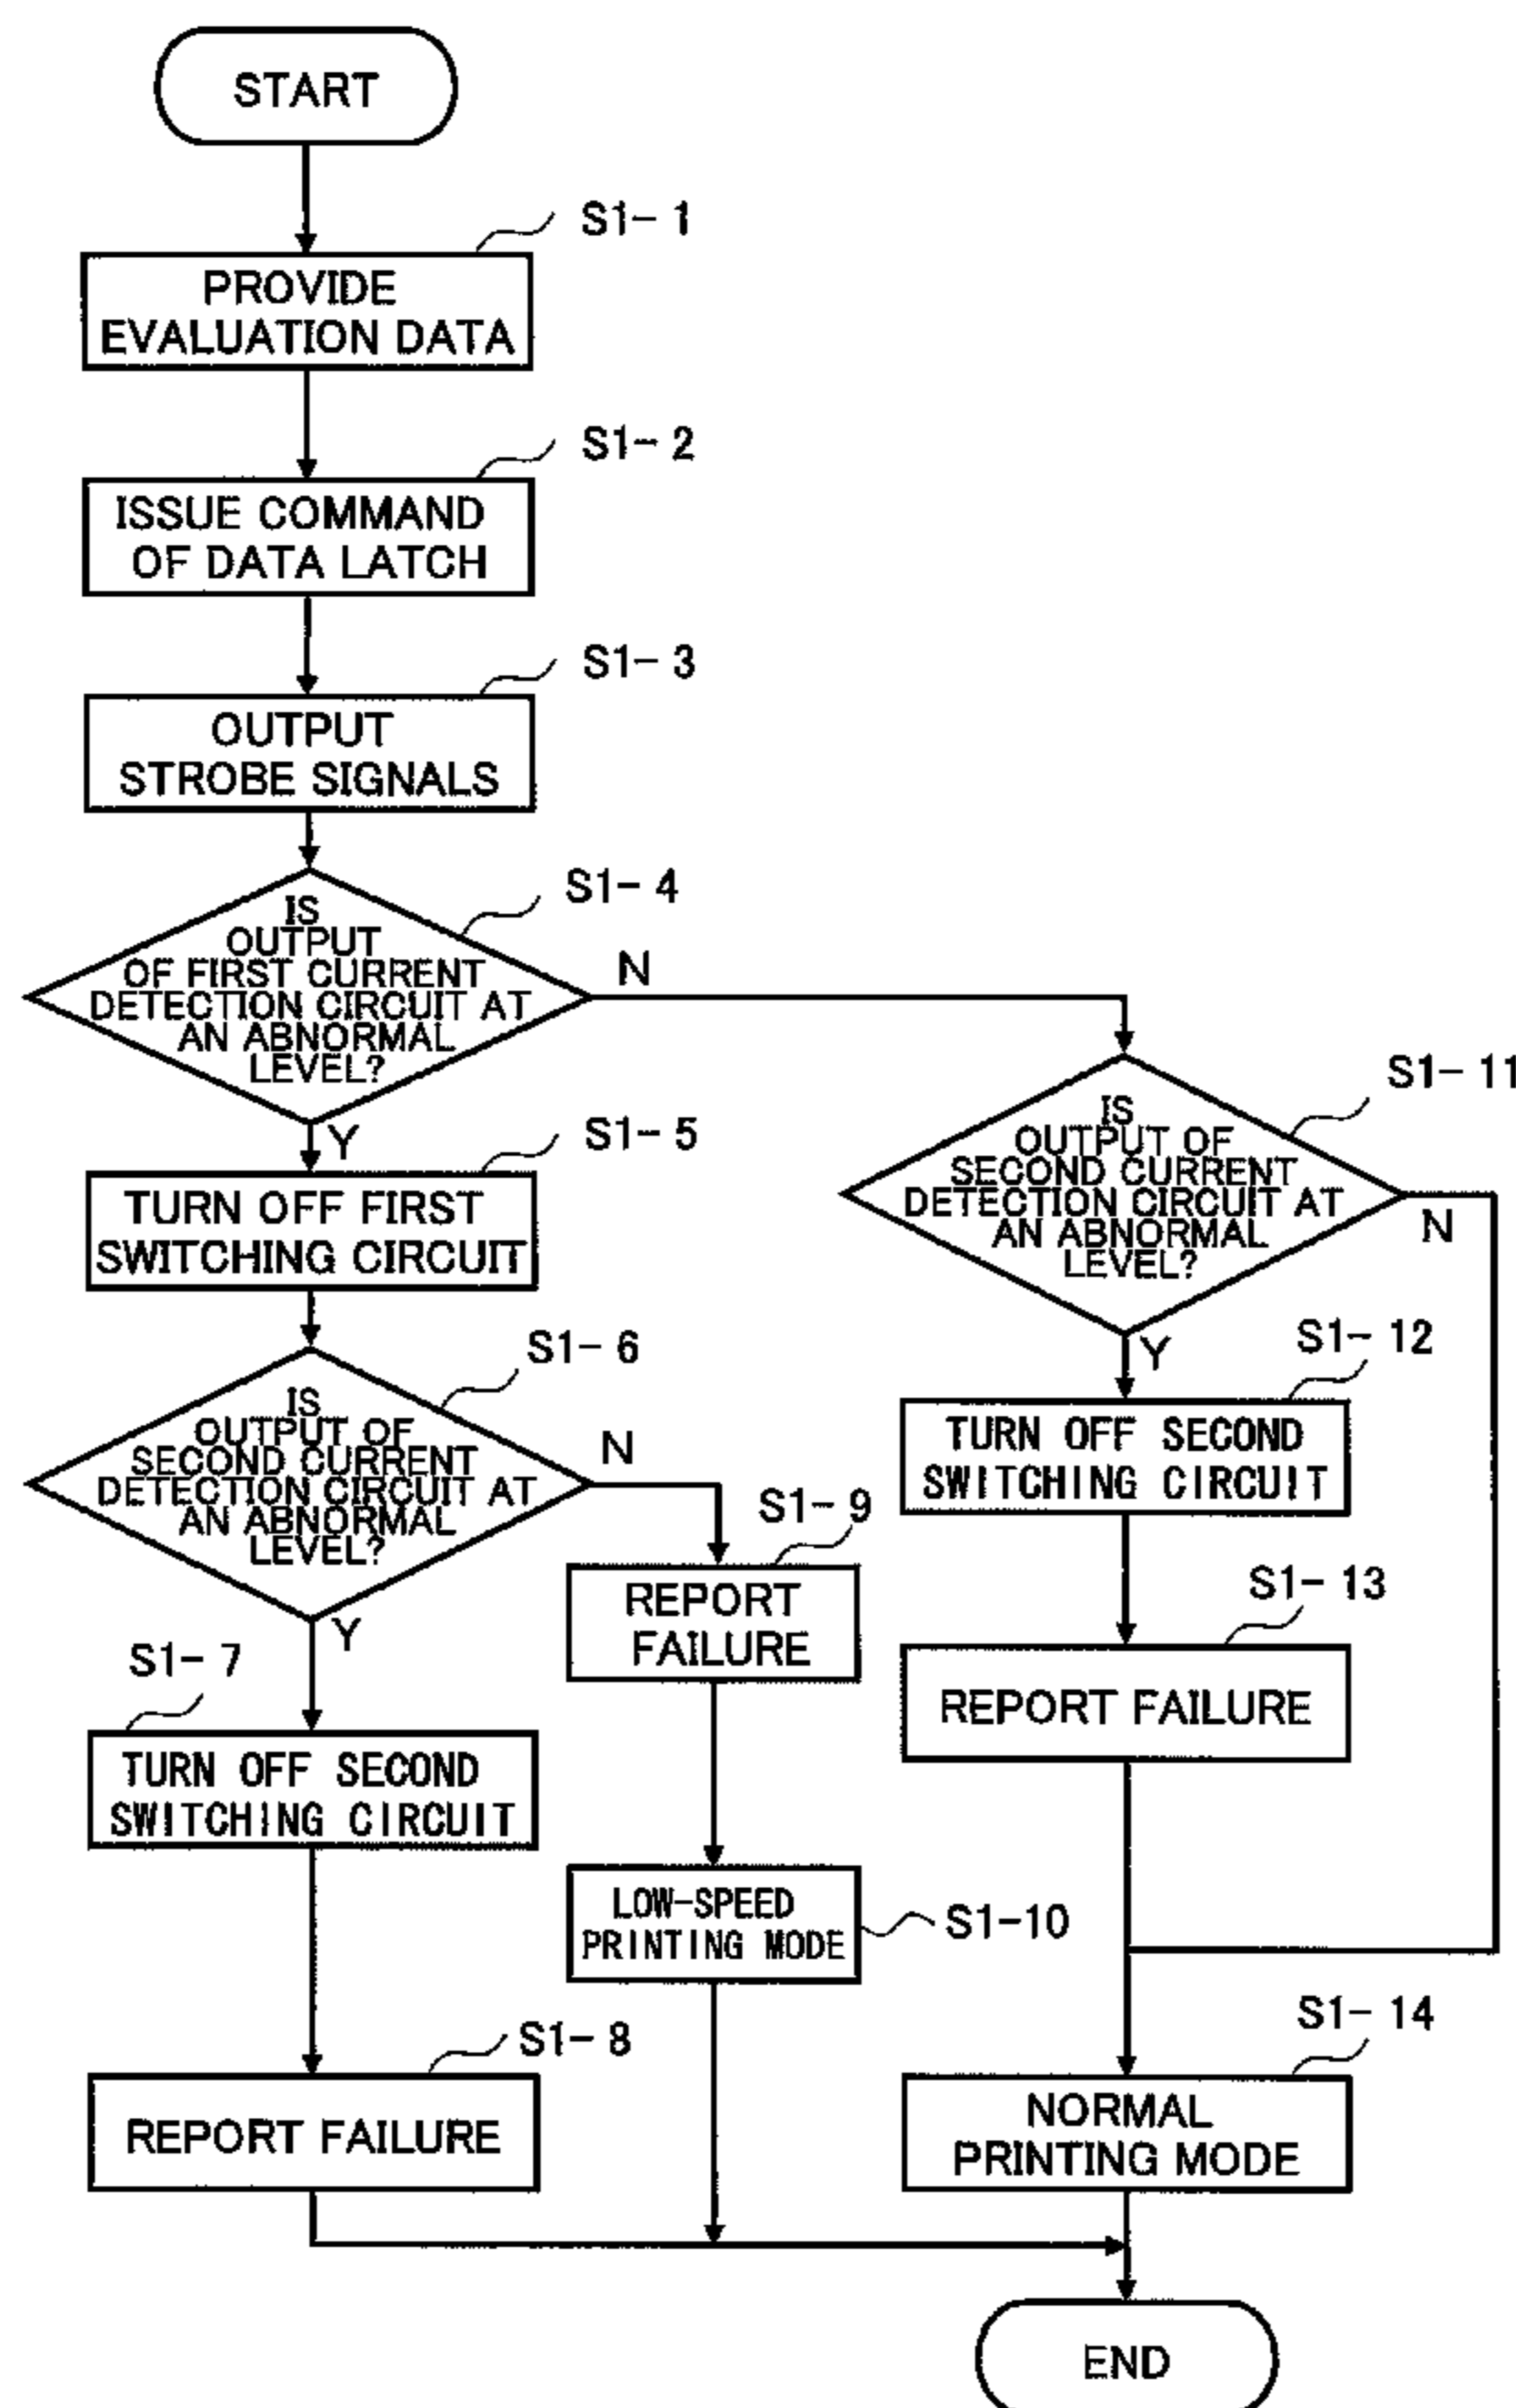 START
S1- 1
PROVIDE
EVALUATION DATA
S1- 2
ISSUE COMMAND
OF DATA LATCH
S1- 3
OUTPUT
STROBE SIGNALS
S1- 4
IS
OUTPUT
OF FIRST CURRENT
DETECTION CIRCUIT AT
AN ABNORMAL
LEVEL?
N
Y
S1- 5
TURN OFF FIRST
SWITCHING CIRCUIT
S1- 6
IS
OUTPUT OF
SECOND CURRENT
DETECTION CIRCUIT AT
AN ABNORMAL
LEVEL?
N
Y
S1- 7
TURN OFF SECOND
SWITCHING CIRCUIT
S1- 8
REPORT FAILURE
S1- 9
REPORT
FAILURE
LOW-SPEED
PRINTING MODE
S1-10
S1- 11
IS
OUTPUT OF
SECOND CURRENT
DETECTION CIRCUIT AT
AN ABNORMAL
LEVEL?
N
Y
S1- 12
TURN OFF SECOND
SWITCHING CIRCUIT
S1- 13
REPORT FAILURE
S1- 14
NORMAL
PRINTING MODE
END